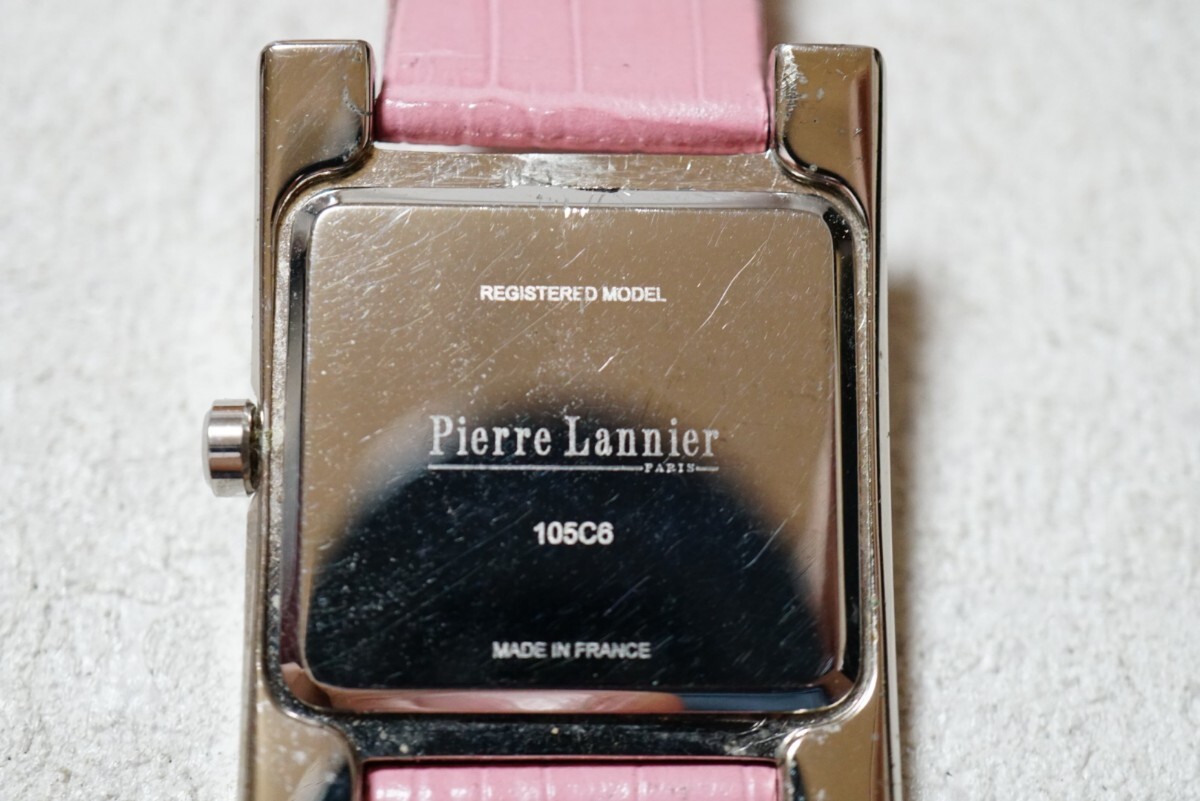 REGISTERED MODEL
Pierre Lannier
PARIS
105C6
MADE IN FRANCE